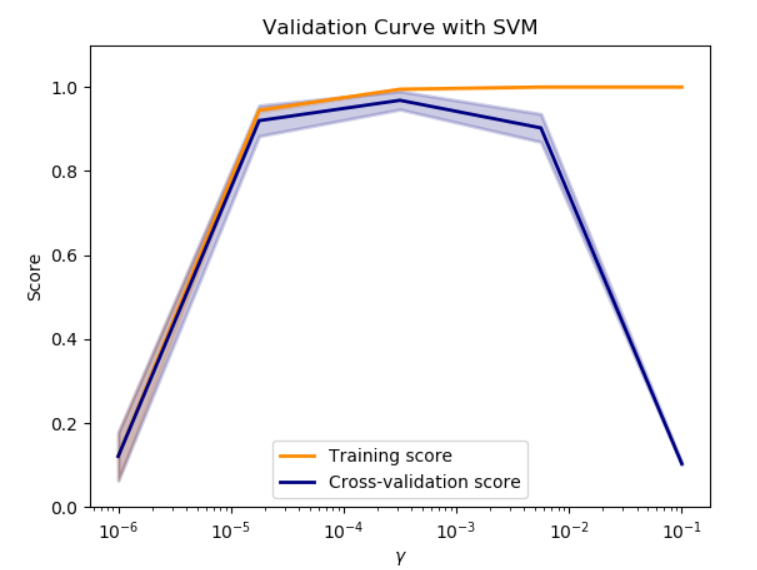 Validation Curve with SVM
1.0
0.8
0.6
0.4
0.2
0.0
Score
Training score
Cross-validation score
10⁻⁶ 10⁻⁵ 10⁻⁴ 10⁻³ 10⁻² 10⁻¹
γ